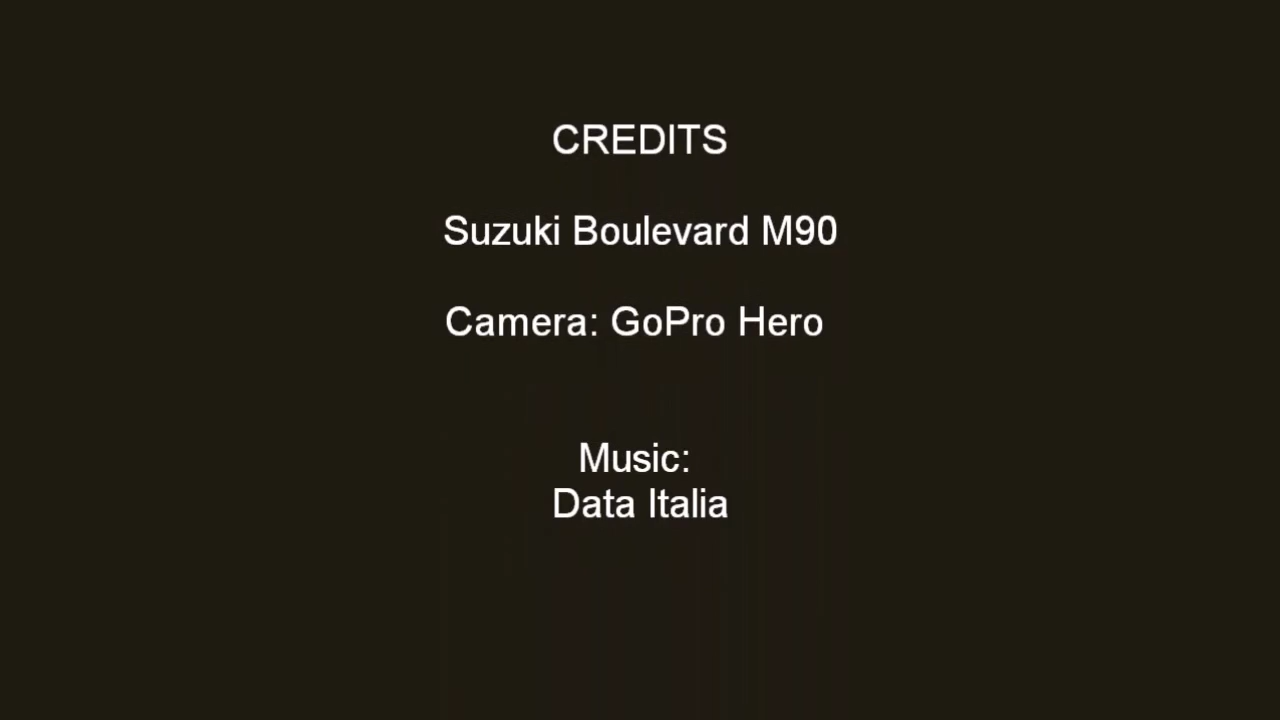 CREDITS
Suzuki Boulevard M90
Camera: GoPro Hero
Music:
Data Italia